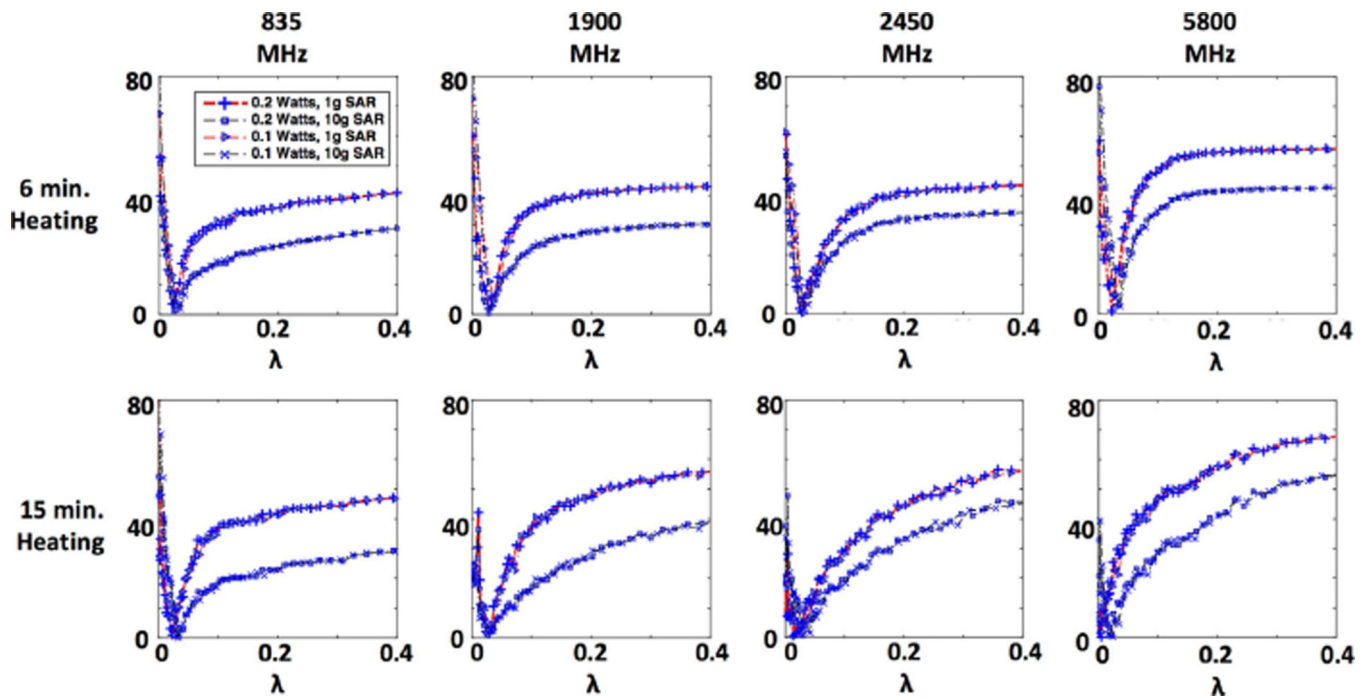 835
MHz
1900
MHz
2450
MHz
5800
MHz
6 min.
Heating
80
40
0
0 0.2 0.4
λ
0.2 Watts, 1g SAR
0.2 Watts, 10g SAR
0.1 Watts, 1g SAR
0.1 Watts, 10g SAR
80
40
0
0 0.2 0.4
λ
80
40
0
0 0.2 0.4
λ
80
40
0
0 0.2 0.4
λ
15 min.
Heating
80
40
0
0 0.2 0.4
λ
80
40
0
0 0.2 0.4
λ
80
40
0
0 0.2 0.4
λ
80
40
0
0 0.2 0.4
λ